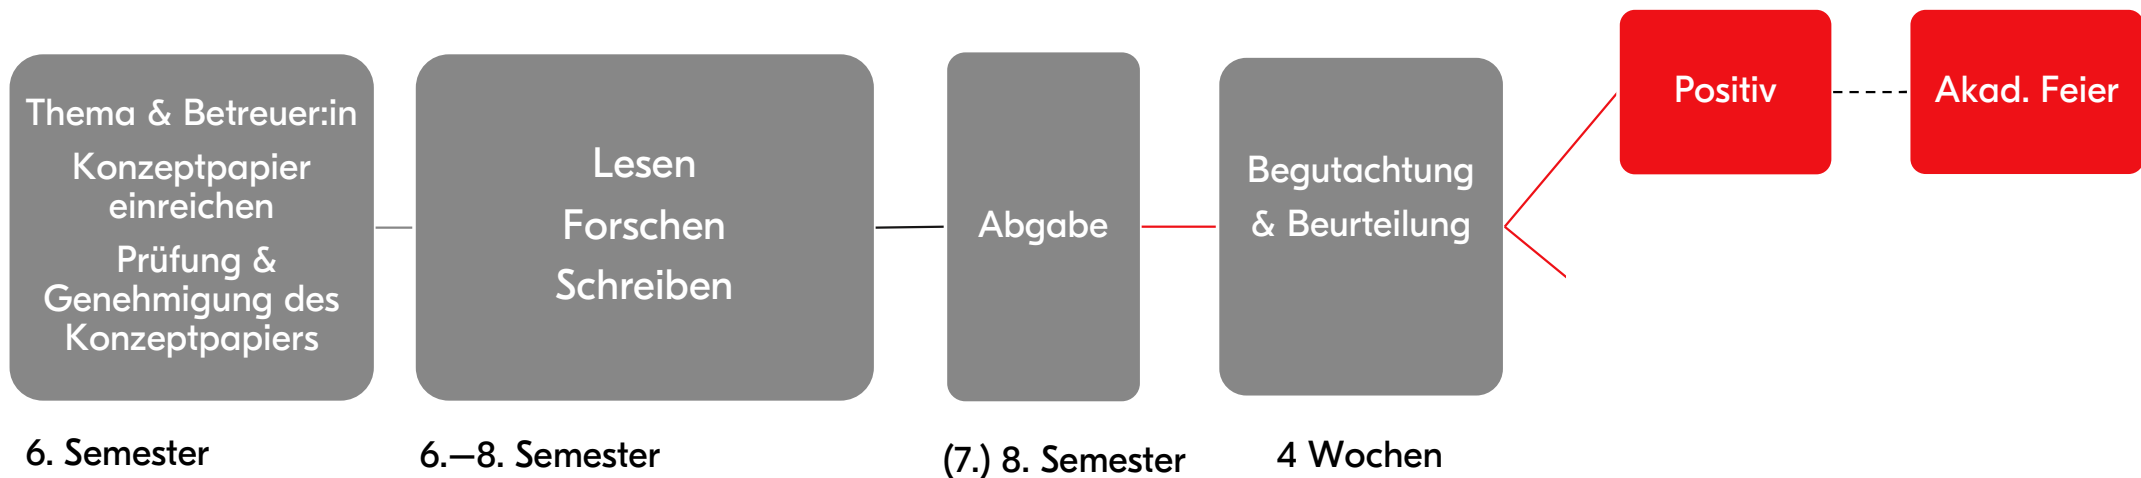 Thema & Betreuer:in
Konzeptpapier
einreichen
Prüfung &
Genehmigung des
Konzeptpapiers
6. Semester
Lesen
Forschen
Schreiben
6.–8. Semester
Abgabe
(7.) 8. Semester
Begutachtung
& Beurteilung
4 Wochen
Positiv
Akad. Feier